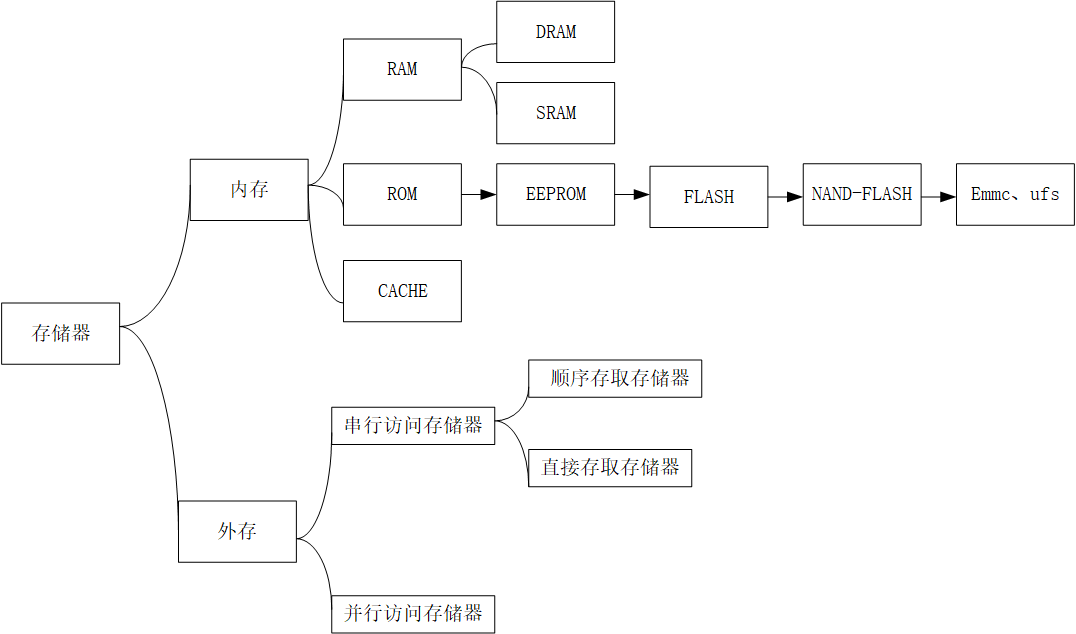 DRAM
RAM
SRAM
内存
ROM
EEPROM
FLASH
NAND-FLASH
Emmc、ufs
CACHE
存储器
顺序存取存储器
串行访问存储器
直接存取存储器
外存
并行访问存储器